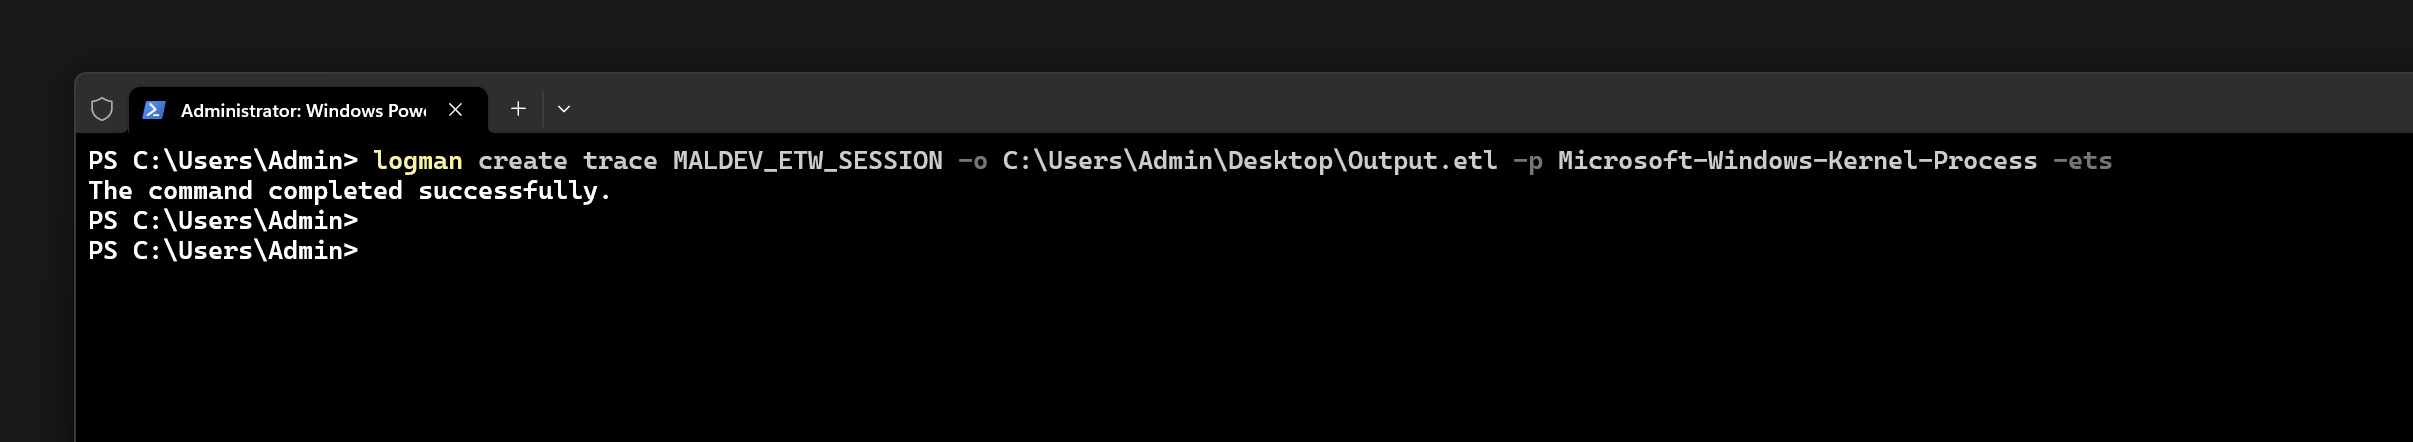 Administrator: Windows Pow
PS C:\Users\Admin> logman create trace MALDEV_ETW_SESSION -o C:\Users\Admin\Desktop\Output.etl -p Microsoft-Windows-Kernel-Process -ets
The command completed successfully.
PS C:\Users\Admin>
PS C:\Users\Admin>